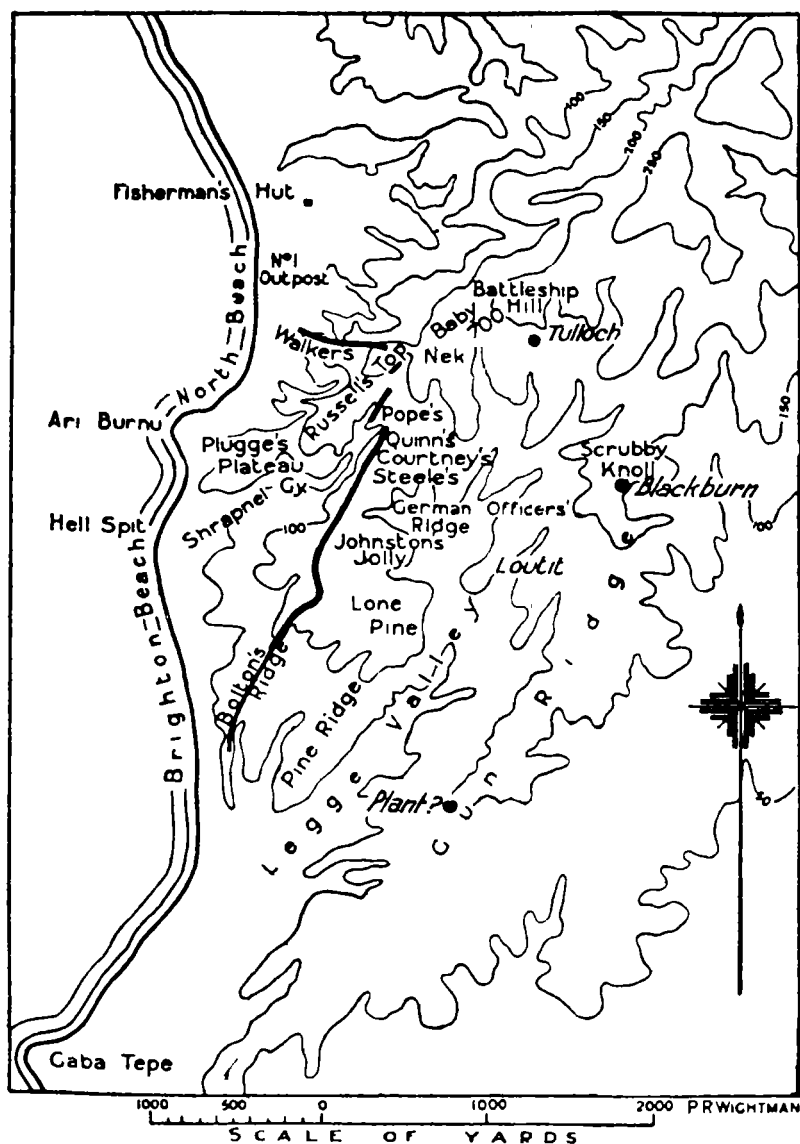 100
150
200
250
Fisherman's Hut
No 1
Outpost
North Beach
Battleship
Hill
Baby 700
Tulloch
Walkers
Russell's Top
Nek
150
Pope's
Ari Burnu
Quinn's
Plugge's
Plateau
Courtney's
Steele's
Scrubby
Knoll
Blackburn
Shrapnel Gy
Hell Spit
100
German Officers'
Ridge
100
Johnstons
Jolly
Loutit
Lone
Pine
Brighton Beach
Bolton's
Ridge
Pine Ridge
Legge Valley
Gun Ridge
Plant?
50
Gaba Tepe
1000 500 0 1000 2000 P R WIGHTMAN
SCALE OF YARDS